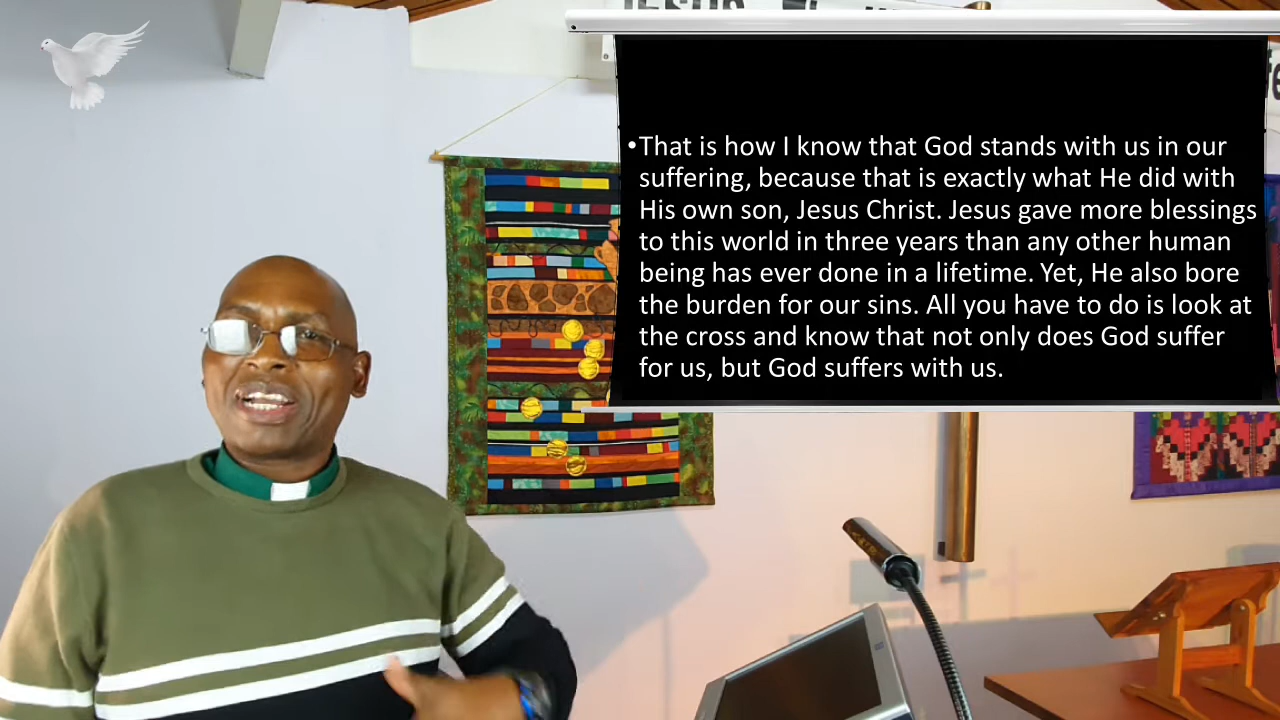 JESUS
•That is how I know that God stands with us in our
suffering, because that is exactly what He did with
His own son, Jesus Christ. Jesus gave more blessings
to this world in three years than any other human
being has ever done in a lifetime. Yet, He also bore
the burden for our sins. All you have to do is look at
the cross and know that not only does God suffer
for us, but God suffers with us.